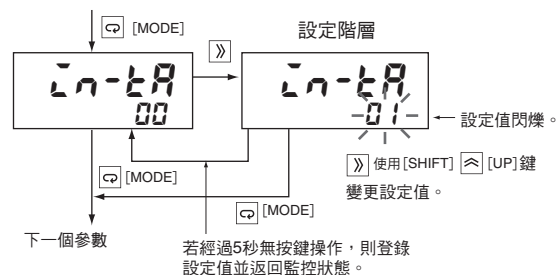 [MODE]
設定階層
in-tA
00
in-tA
01
設定值閃爍。
使用[SHIFT] [UP]鍵
變更設定值。
[MODE]
[MODE]
下一個參數
若經過5秒無按鍵操作，則登錄
設定值並返回監控狀態。